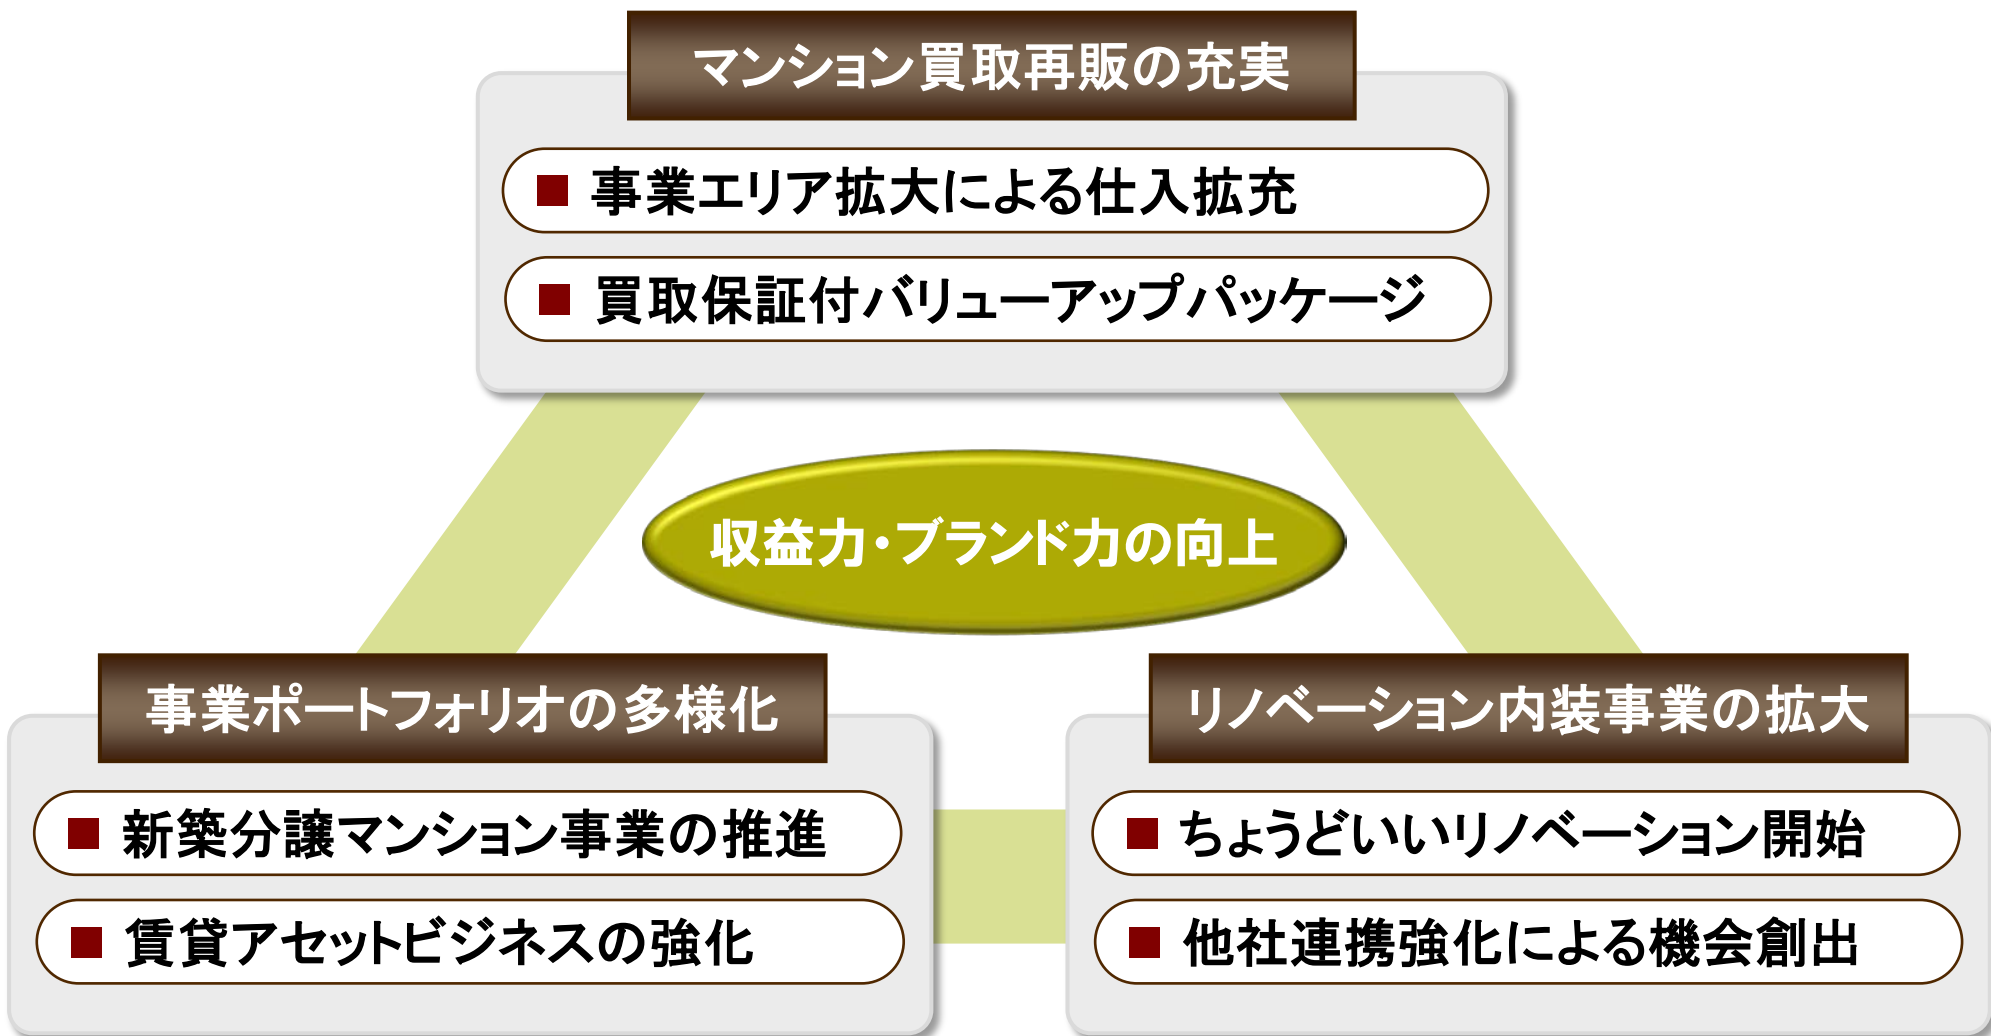 マンション買取再販の充実
■ 事業エリア拡大による仕入拡充
■ 買取保証付バリューアップパッケージ
収益力・ブランド力の向上
事業ポートフォリオの多様化
■ 新築分譲マンション事業の推進
■ 賃貸アセットビジネスの強化
リノベーション内装事業の拡大
■ ちょうどいいリノベーション開始
■ 他社連携強化による機会創出